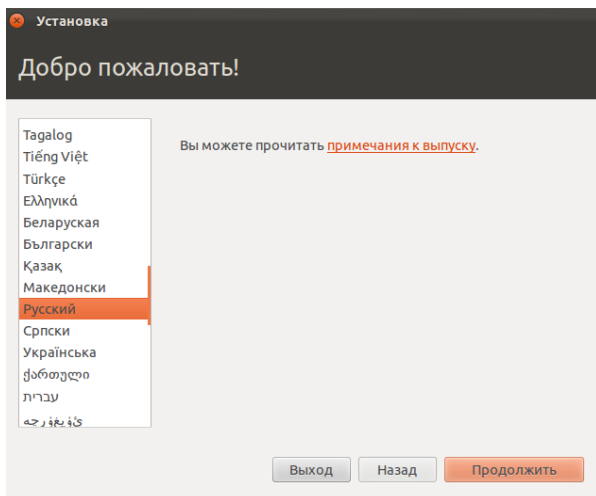 Установка
Добро пожаловать!
Tagalog
Tiếng Việt
Türkçe
Ελληνικά
Беларуская
Български
Қазақ
Македонски
Русский
Српски
Українська
ქართული
עברית
ئۇيغۇرچە
Вы можете прочитать примечания к выпуску.
Выход Назад Продолжить